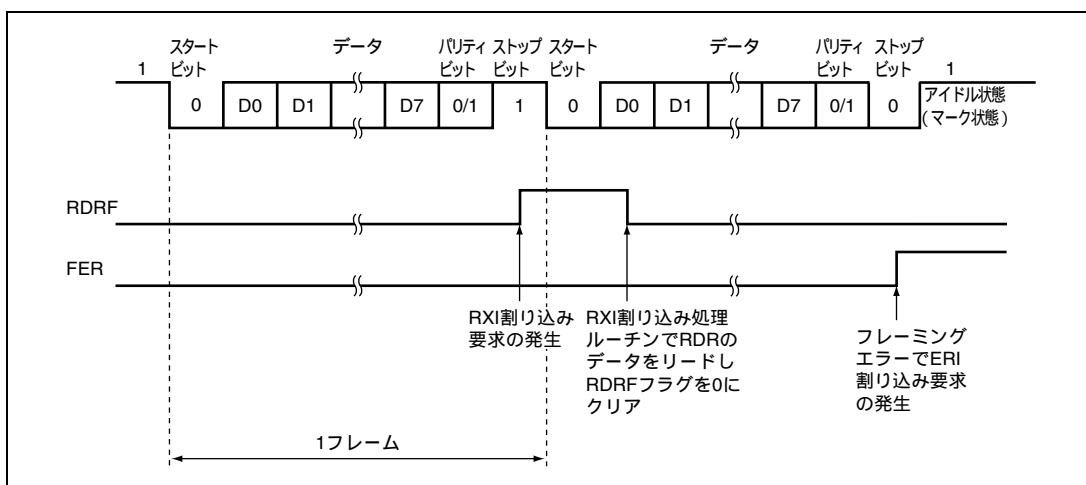 スタート
ビット
データ
パリティ
ビット
ストップ
ビット
スタート
ビット
データ
パリティ
ビット
ストップ
ビット
1
0
D0
D1
D7
0/1
1
0
D0
D1
D7
0/1
0
1
アイドル状態
(マーク状態)
RDRF
FER
RXI割り込み
要求の発生
RXI割り込み処理
ルーチンでRDRの
データをリードし
RDRFフラグを0に
クリア
フレーミング
エラーでERI
割り込み要求
の発生
1フレーム